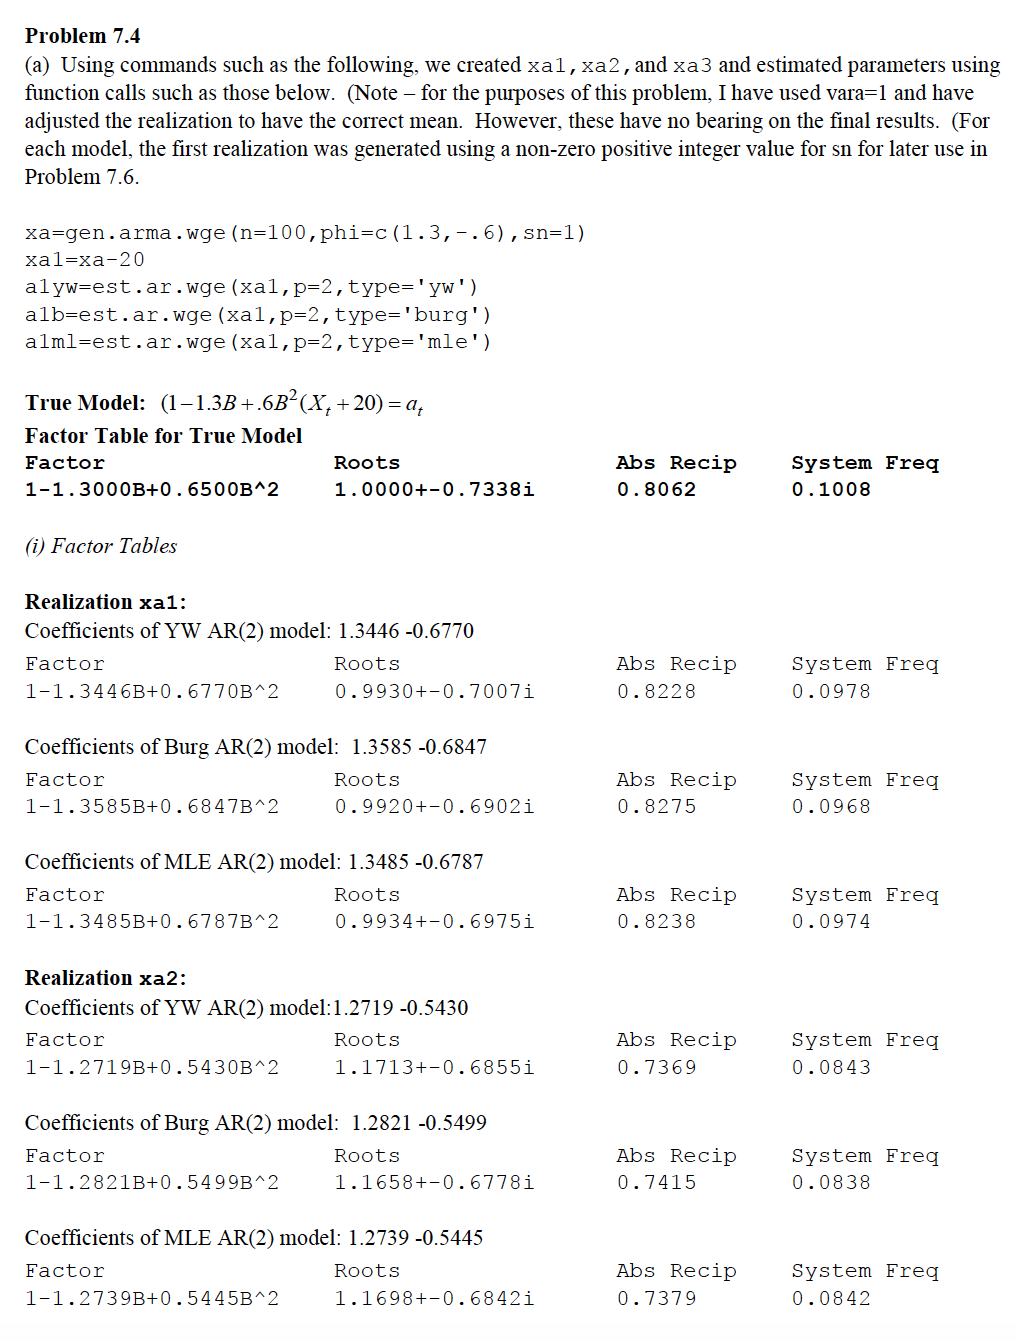 Problem 7.4
(a) Using commands such as the following, we created xa1, xa2, and xa3 and estimated parameters using
function calls such as those below. (Note – for the purposes of this problem, I have used vara=1 and have
adjusted the realization to have the correct mean. However, these have no bearing on the final results. (For
each model, the first realization was generated using a non-zero positive integer value for sn for later use in
Problem 7.6.
xa=gen.arma.wge(n=100,phi=c(1.3,-.6),sn=1)
xa1=xa-20
a1yw=est.ar.wge(xa1,p=2,type='yw')
a1b=est.ar.wge(xa1,p=2,type='burg')
a1ml=est.ar.wge(xa1,p=2,type='mle')
True Model: (1−1.3B+.6B²(Xₜ+20)=aₜ
Factor Table for True Model
Factor Roots Abs Recip System Freq
1-1.3000B+0.6500B^2 1.0000+-0.7338i 0.8062 0.1008
(i) Factor Tables
Realization xa1:
Coefficients of YW AR(2) model: 1.3446 -0.6770
Factor Roots Abs Recip System Freq
1-1.3446B+0.6770B^2 0.9930+-0.7007i 0.8228 0.0978
Coefficients of Burg AR(2) model: 1.3585 -0.6847
Factor Roots Abs Recip System Freq
1-1.3585B+0.6847B^2 0.9920+-0.6902i 0.8275 0.0968
Coefficients of MLE AR(2) model: 1.3485 -0.6787
Factor Roots Abs Recip System Freq
1-1.3485B+0.6787B^2 0.9934+-0.6975i 0.8238 0.0974
Realization xa2:
Coefficients of YW AR(2) model:1.2719 -0.5430
Factor Roots Abs Recip System Freq
1-1.2719B+0.5430B^2 1.1713+-0.6855i 0.7369 0.0843
Coefficients of Burg AR(2) model: 1.2821 -0.5499
Factor Roots Abs Recip System Freq
1-1.2821B+0.5499B^2 1.1658+-0.6778i 0.7415 0.0838
Coefficients of MLE AR(2) model: 1.2739 -0.5445
Factor Roots Abs Recip System Freq
1-1.2739B+0.5445B^2 1.1698+-0.6842i 0.7379 0.0842